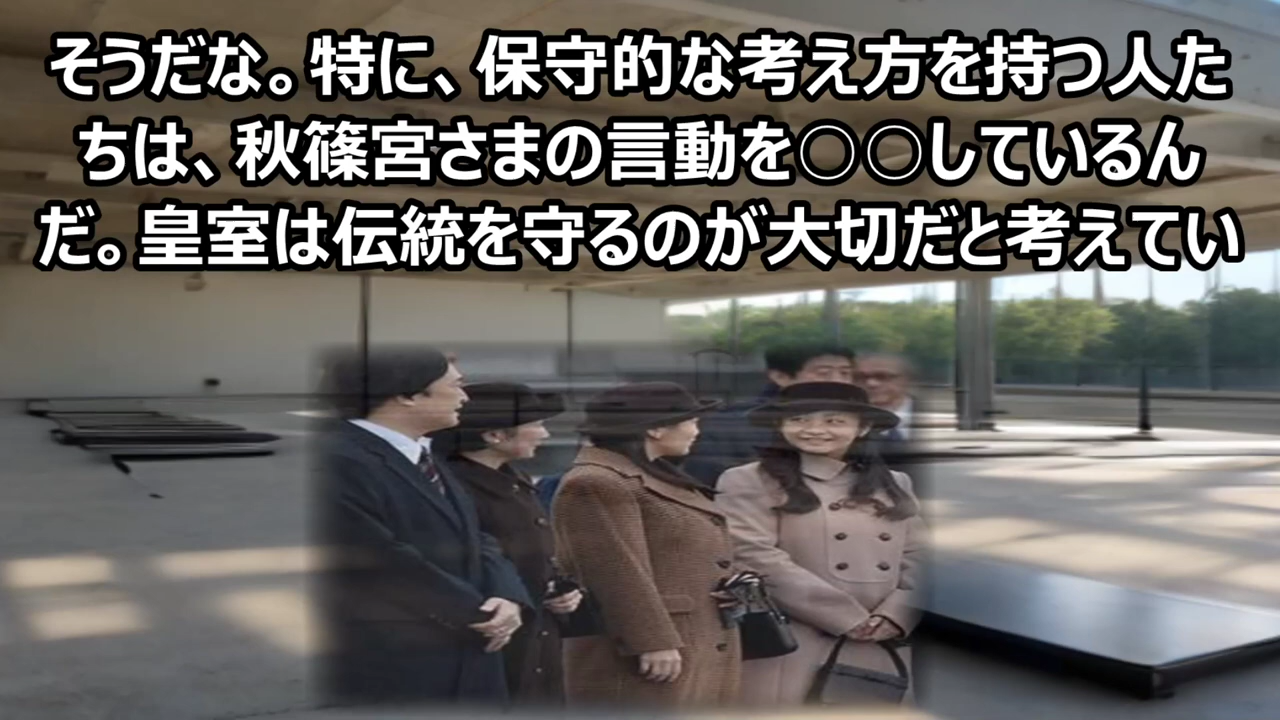 そうだな。特に、保守的な考え方を持つ人た
ちは、秋篠宮さまの言動を○○しているん
だ。皇室は伝統を守るのが大切だと考えてい